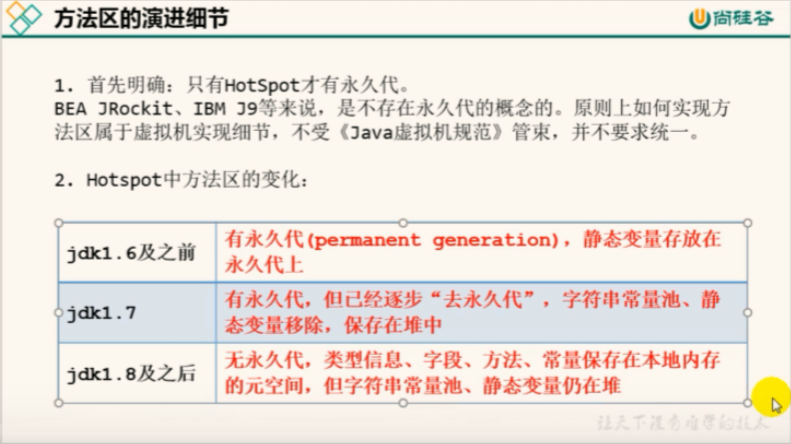 方法区的演进细节
尚硅谷
1. 首先明确：只有HotSpot才有永久代。
BEA JRockit、IBM J9等来说，是不存在永久代的概念的。原则上如何实现方
法区属于虚拟机实现细节，不受《Java虚拟机规范》管束，并不要求统一。
2. Hotspot中方法区的变化：
jdk1.6及之前
有永久代(permanent generation)，静态变量存放在
永久代上
jdk1.7
有永久代，但已经逐步“去永久代”，字符串常量池、静
态变量移除，保存在堆中
jdk1.8及之后
无永久代，类型信息、字段、方法、常量保存在本地内存
的元空间，但字符串常量池、静态变量仍在堆
让天下没有难学的技术